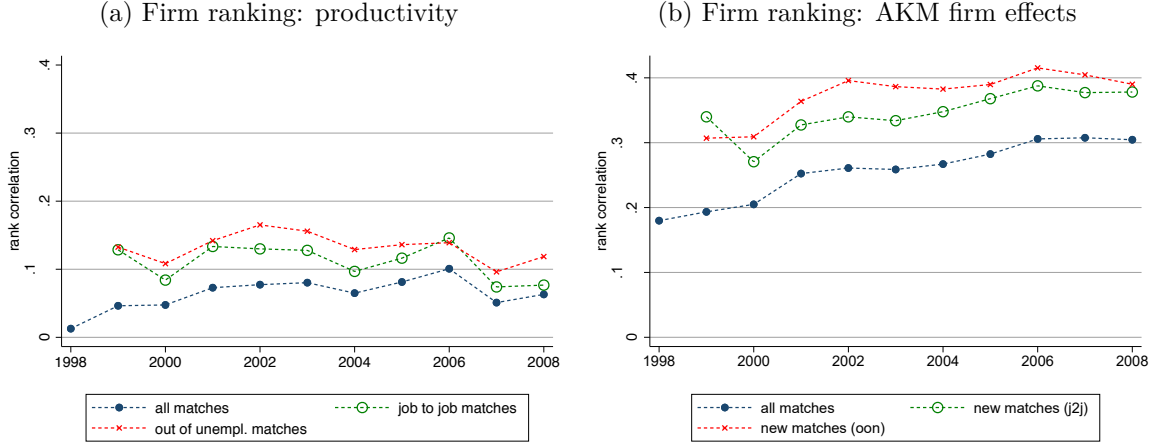 (a) Firm ranking: productivity
rank correlation
.4
.3
.2
.1
0
1998 2000 2002 2004 2006 2008
all matches job to job matches
out of unempl. matches
(b) Firm ranking: AKM firm effects
rank correlation
.4
.3
.2
.1
0
1998 2000 2002 2004 2006 2008
all matches new matches (j2j)
new matches (oon)